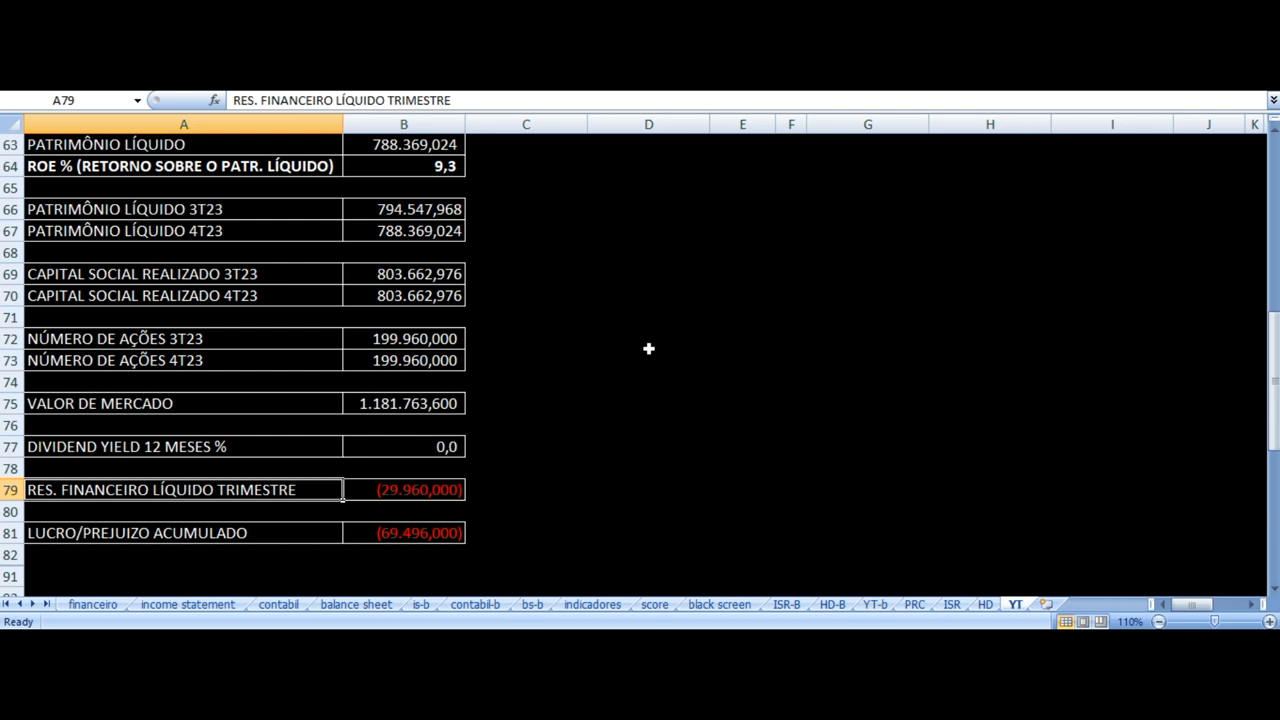 A79 fx RES. FINANCEIRO LÍQUIDO TRIMESTRE
A B C D E F G H I J K
63 PATRIMÔNIO LÍQUIDO 788.369,024
64 ROE % (RETORNO SOBRE O PATR. LÍQUIDO) 9,3
65
66 PATRIMÔNIO LÍQUIDO 3T23 794.547,968
67 PATRIMÔNIO LÍQUIDO 4T23 788.369,024
68
69 CAPITAL SOCIAL REALIZADO 3T23 803.662,976
70 CAPITAL SOCIAL REALIZADO 4T23 803.662,976
71
72 NÚMERO DE AÇÕES 3T23 199.960,000
73 NÚMERO DE AÇÕES 4T23 199.960,000
74
75 VALOR DE MERCADO 1.181.763,600
76
77 DIVIDEND YIELD 12 MESES % 0,0
78
79 RES. FINANCEIRO LÍQUIDO TRIMESTRE (29.960,000)
80
81 LUCRO/PREJUIZO ACUMULADO (69.496,000)
82
91
financeiro income statement contabil balance sheet is-b contabil-b bs-b indicadores score black screen ISR-B HD-B YT-b PRC ISR HD YT
Ready 110%